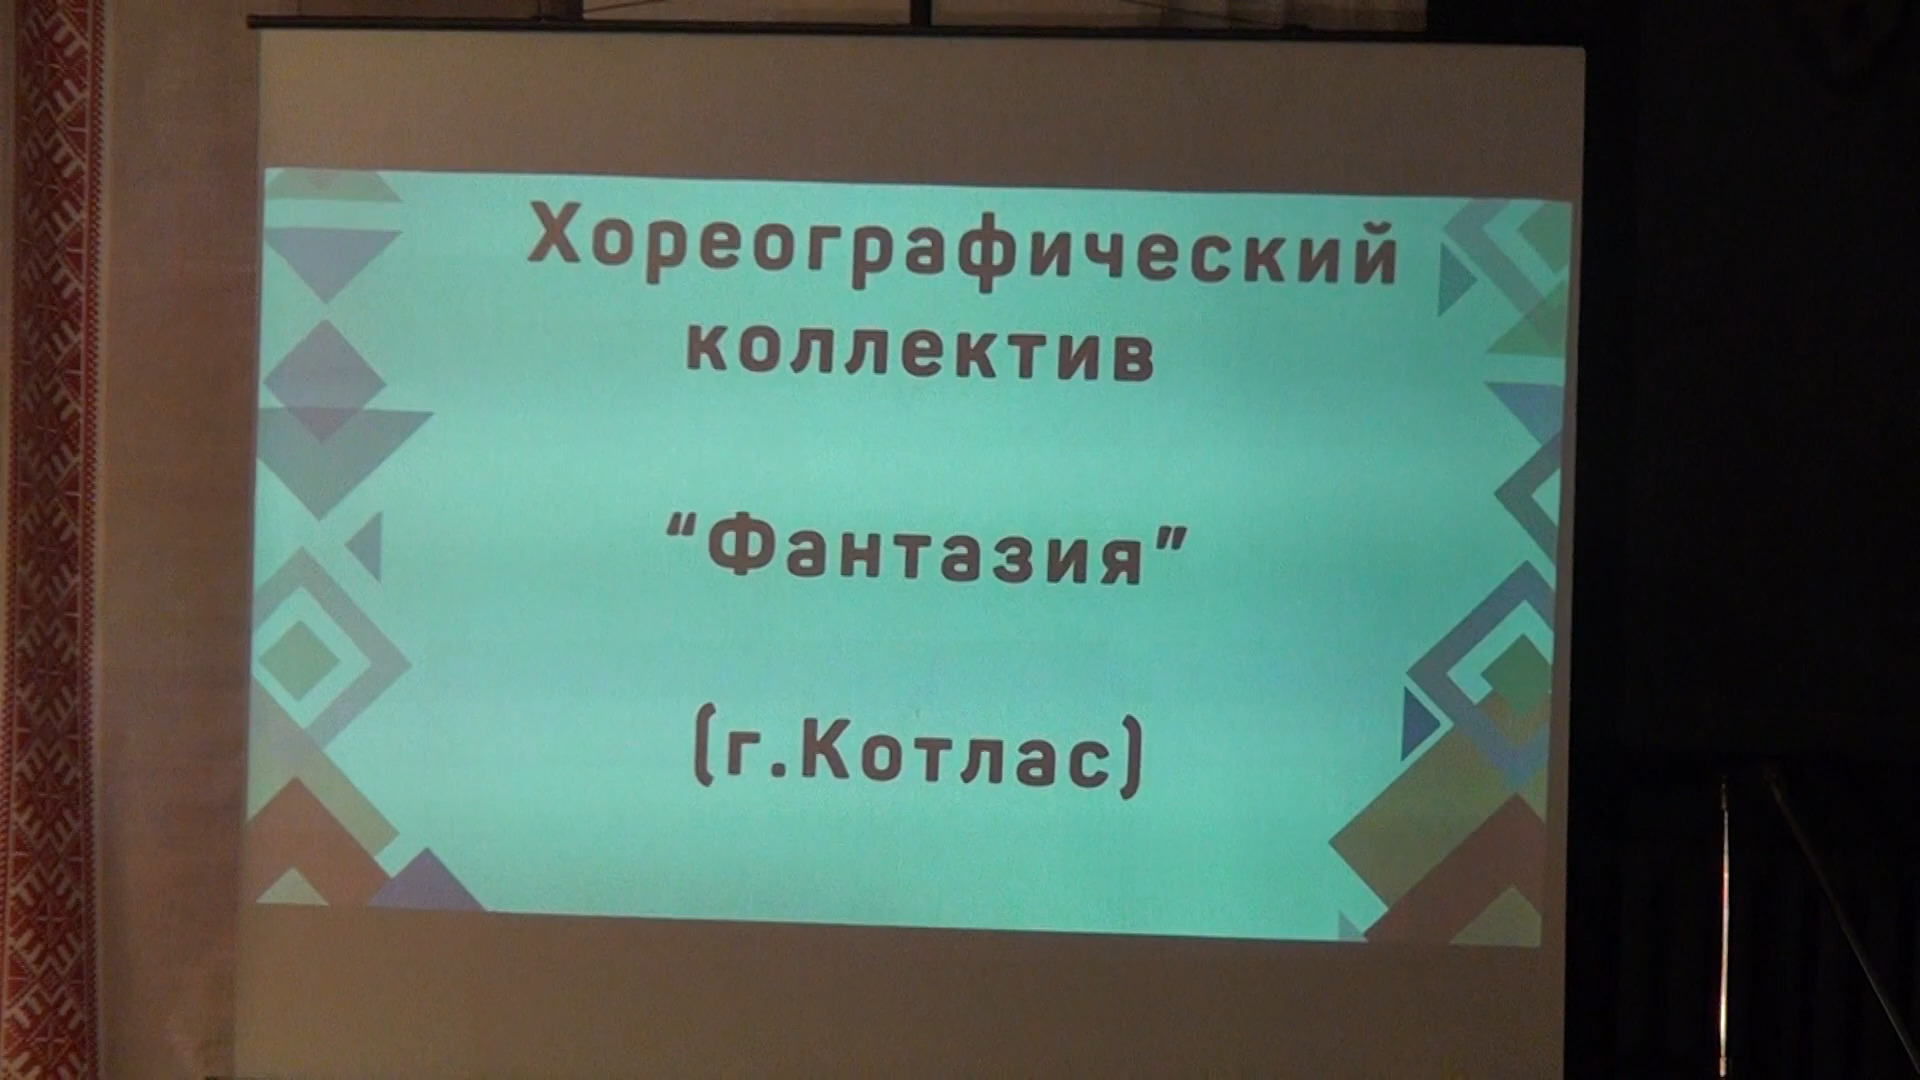 Хореографический
коллектив
“Фантазия”
(г.Котлас)